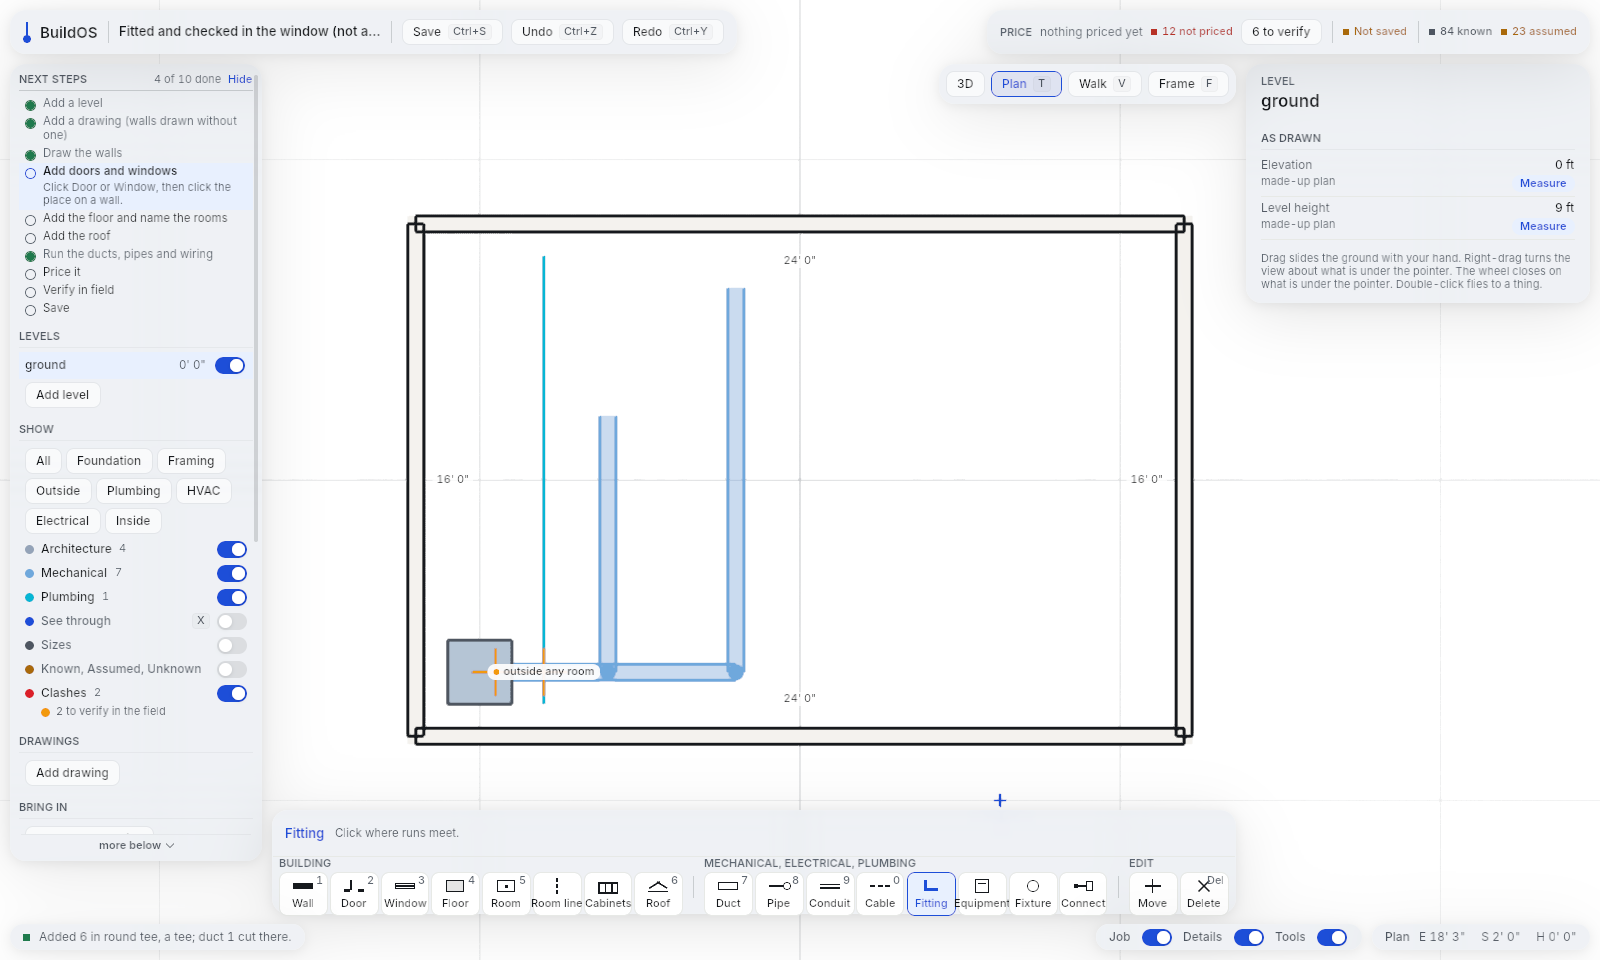 BuildOS
Fitted and checked in the window (not a...
Save Ctrl+S
Undo Ctrl+Z
Redo Ctrl+Y
PRICE nothing priced yet
12 not priced
6 to verify
Not saved
84 known
23 assumed
NEXT STEPS 4 of 10 done Hide
Add a level
Add a drawing (walls drawn without
one)
Draw the walls
Add doors and windows
Click Door or Window, then click the
place on a wall.
Add the floor and name the rooms
Add the roof
Run the ducts, pipes and wiring
Price it
Verify in field
Save
LEVELS
ground 0' 0"
Add level
SHOW
All Foundation Framing
Outside Plumbing HVAC
Electrical Inside
Architecture 4
Mechanical 7
Plumbing 1
See through X
Sizes
Known, Assumed, Unknown
Clashes 2
2 to verify in the field
DRAWINGS
Add drawing
BRING IN
more below
3D
Plan T
Walk V
Frame F
LEVEL
ground
AS DRAWN
Elevation 0 ft
made-up plan Measure
Level height 9 ft
made-up plan Measure
Drag slides the ground with your hand. Right-drag turns the
view about what is under the pointer. The wheel closes on
what is under the pointer. Double-click flies to a thing.
24' 0"
16' 0"
16' 0"
outside any room
24' 0"
Fitting Click where runs meet.
BUILDING
Wall 1
Door 2
Window 3
Floor 4
Room 5
Room line
Cabinets
Roof 6
MECHANICAL, ELECTRICAL, PLUMBING
Duct 7
Pipe 8
Conduit 9
Cable 0
Fitting
Equipment
Fixture
Connect
EDIT
Move
Delete Del
Added 6 in round tee, a tee; duct 1 cut there.
Job Details Tools
Plan E 18' 3" S 2' 0" H 0' 0"